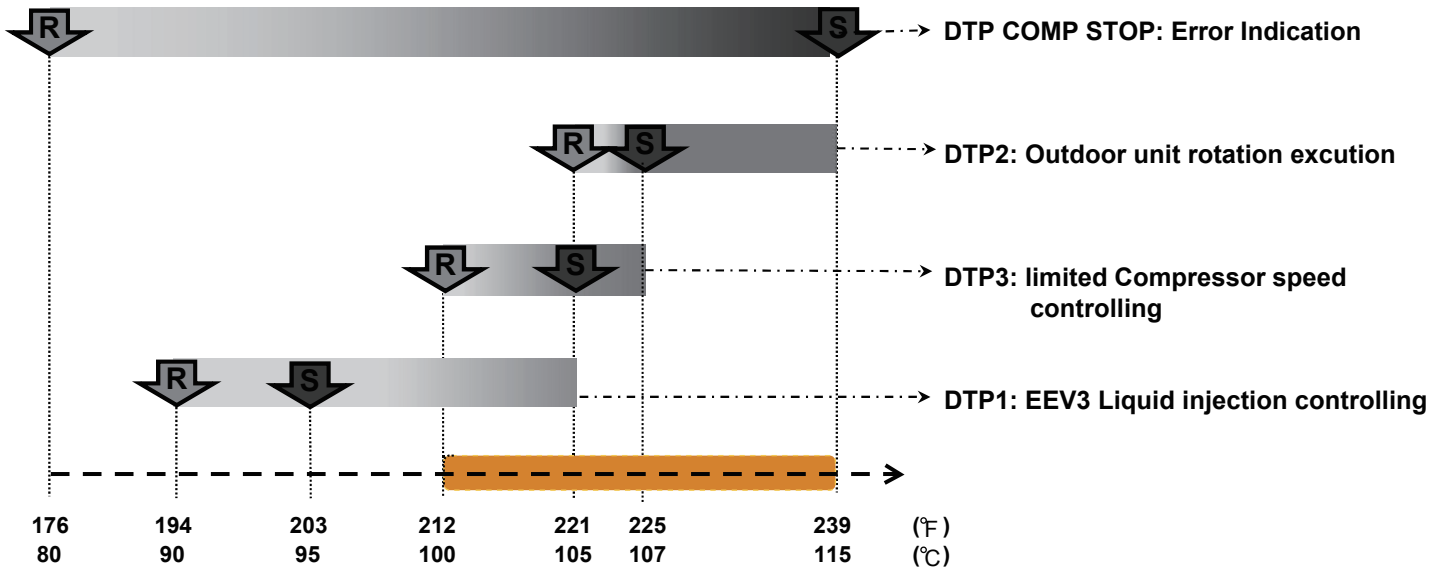 R S DTP COMP STOP: Error Indication
R S DTP2: Outdoor unit rotation excution
R S DTP3: limited Compressor speed
controlling
R S DTP1: EEV3 Liquid injection controlling
176 194 203 212 221 225 239 (℉)
80 90 95 100 105 107 115 (℃)